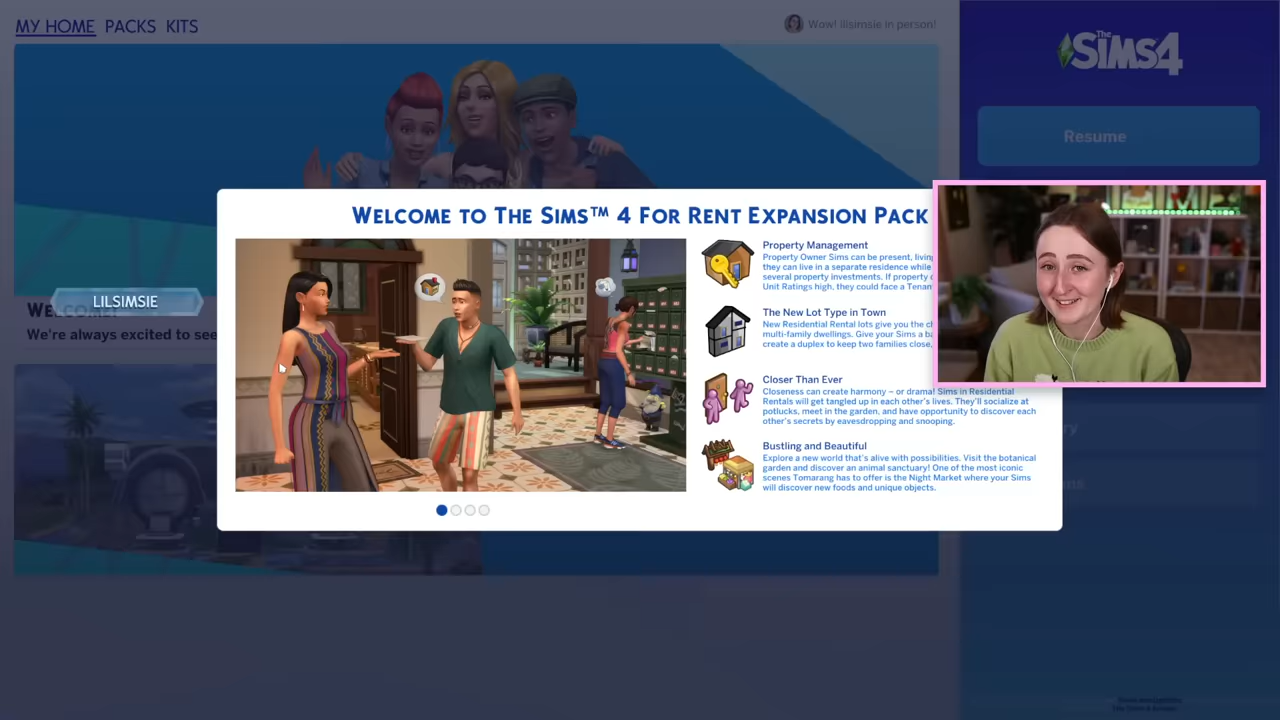 MY HOME PACKS KITS
Wow! lilsimsie in person!
The SiMS 4
Resume
WELCOME TO THE SIMS™ 4 FOR RENT EXPANSION PACK
Property Management
Property Owner Sims can be present, living
they can live in a separate residence while
several property investments. If property
Unit Ratings high, they could face a Tenan
The New Lot Type in Town
New Residential Rental lots give you the ch
multi-family dwellings. Give your Sims a ba
create a duplex to keep two families close,
Closer Than Ever
Closeness can create harmony – or drama! Sims in Residential
Rentals will get tangled up in each other's lives. They'll socialize at
potlucks, meet in the garden, and have opportunity to discover each
other's secrets by eavesdropping and snooping.
Bustling and Beautiful
Explore a new world that's alive with possibilities. Visit the botanical
garden and discover an animal sanctuary! One of the most iconic
scenes Tomarang has to offer is the Night Market where your Sims
will discover new foods and unique objects.
LILSIMSIE
WELCOME!
We're always excited to see